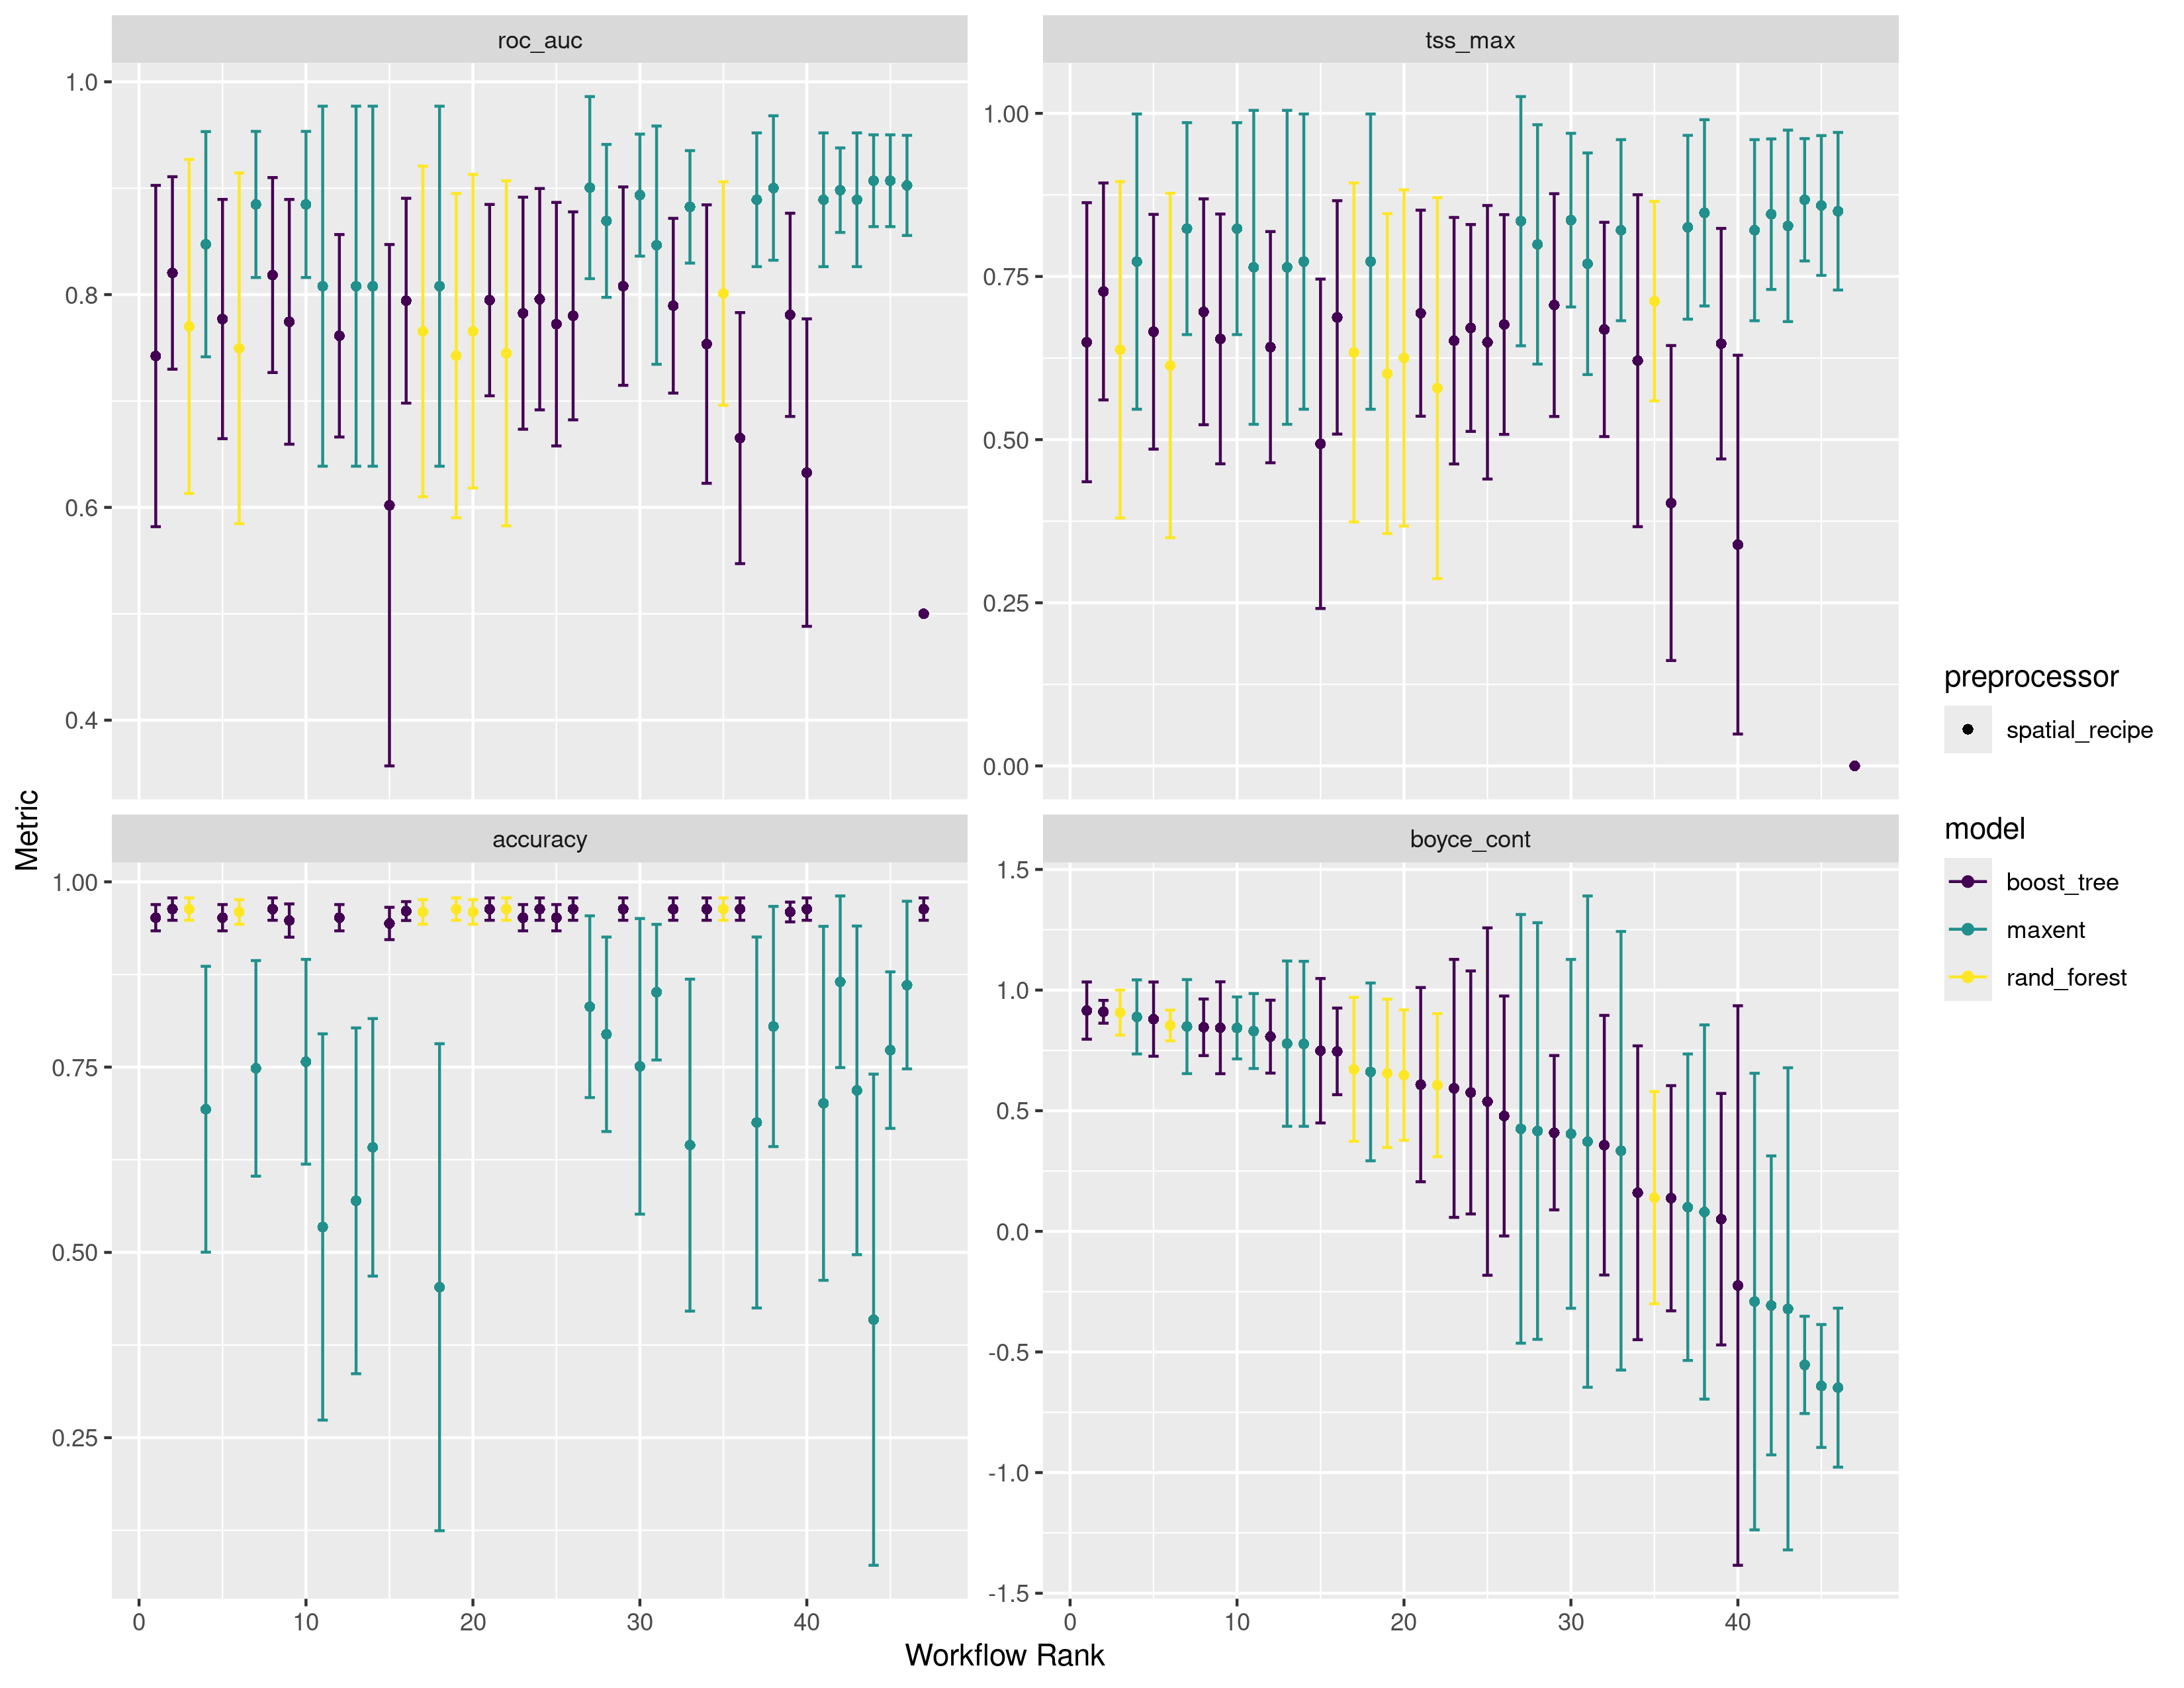 roc_auc
tss_max
1.0
0.8
0.6
0.4
1.00
0.75
0.50
0.25
0.00
accuracy
boyce_cont
1.00
0.75
0.50
0.25
1.5
1.0
0.5
0.0
-0.5
-1.0
-1.5
0 10 20 30 40
0 10 20 30 40
Metric
Workflow Rank
preprocessor
spatial_recipe
model
boost_tree
maxent
rand_forest